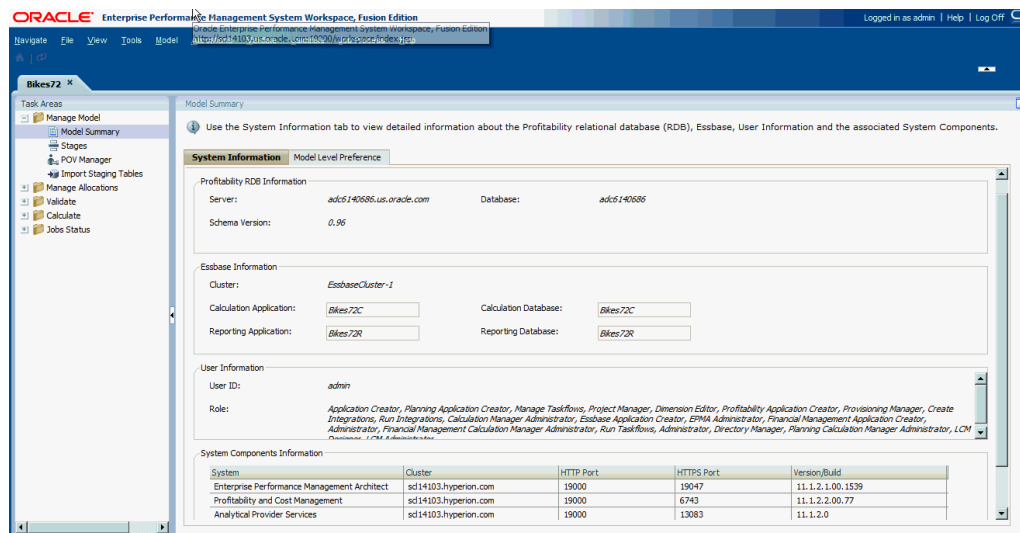 ORACLE Enterprise Performance Management System Workspace, Fusion Edition
Logged in as admin | Help | Log Off
Oracle Enterprise Performance Management System Workspace, Fusion Edition
Navigate File View Tools Model
Bikes72
Task Areas
Manage Model
Model Summary
Stages
POV Manager
Import Staging Tables
Manage Allocations
Validate
Calculate
Jobs Status
Model Summary
Use the System Information tab to view detailed information about the Profitability relational database (RDB), Essbase, User Information and the associated System Components.
System Information Model Level Preference
Profitability RDB Information
Server: adc6140686.us.oracle.com Database: adc6140686
Schema Version: 0.96
Essbase Information
Cluster: EssbaseCluster-1
Calculation Application: Bikes72C Calculation Database: Bikes72C
Reporting Application: Bikes72R Reporting Database: Bikes72R
User Information
User ID: admin
Role: Application Creator, Planning Application Creator, Manage Taskflows, Project Manager, Dimension Editor, Profitability Application Creator, Provisioning Manager, Create
Integrations, Run Integrations, Calculation Manager Administrator, Essbase Application Creator, EPMA Administrator, Financial Management Application Creator,
Administrator, Financial Management Calculation Manager Administrator, Run Taskflows, Administrator, Directory Manager, Planning Calculation Manager Administrator, LCM
Designer, LCM Administrator
System Components Information
System Cluster HTTP Port HTTPS Port Version/Build
Enterprise Performance Management Architect scl14103.hyperion.com 19000 19047 11.1.2.1.00.1539
Profitability and Cost Management scl14103.hyperion.com 19000 6743 11.1.2.2.00.77
Analytical Provider Services scl14103.hyperion.com 19000 13083 11.1.2.0